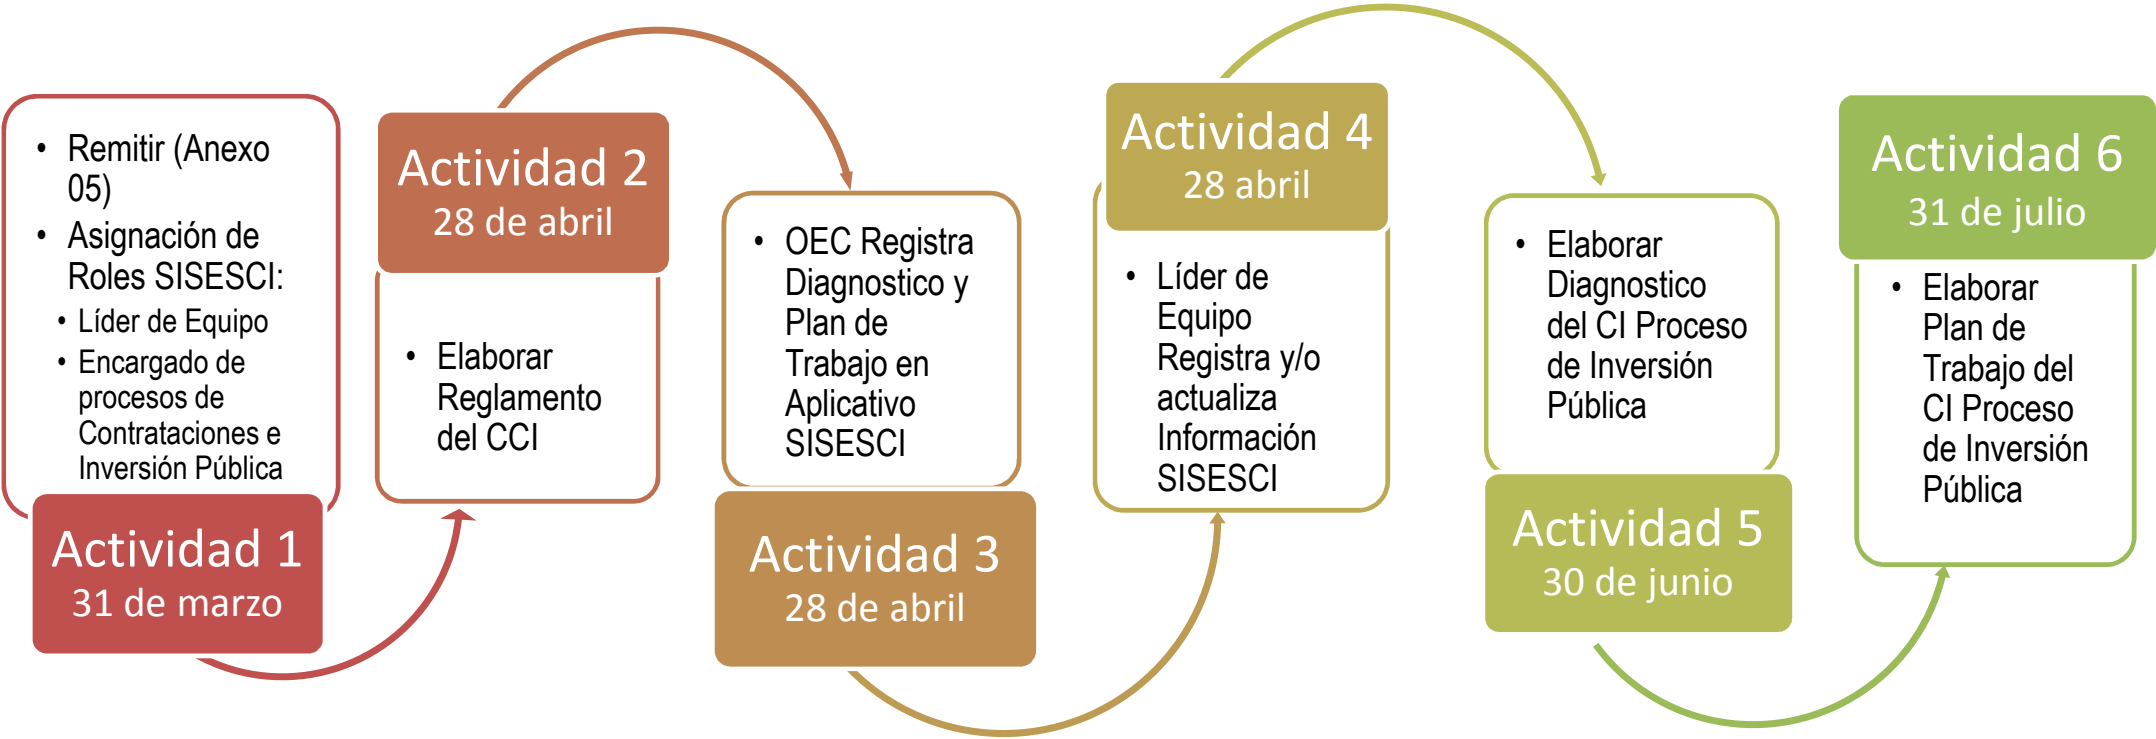 • Remitir (Anexo
05)
• Asignación de
Roles SISESCI:
• Líder de Equipo
• Encargado de
procesos de
Contrataciones e
Inversión Pública
Actividad 1
31 de marzo
Actividad 2
28 de abril
• Elaborar
Reglamento
del CCI
• OEC Registra
Diagnostico y
Plan de
Trabajo en
Aplicativo
SISESCI
Actividad 3
28 de abril
Actividad 4
28 abril
• Líder de
Equipo
Registra y/o
actualiza
Información
SISESCI
• Elaborar
Diagnostico
del CI Proceso
de Inversión
Pública
Actividad 5
30 de junio
Actividad 6
31 de julio
• Elaborar
Plan de
Trabajo del
CI Proceso
de Inversión
Pública